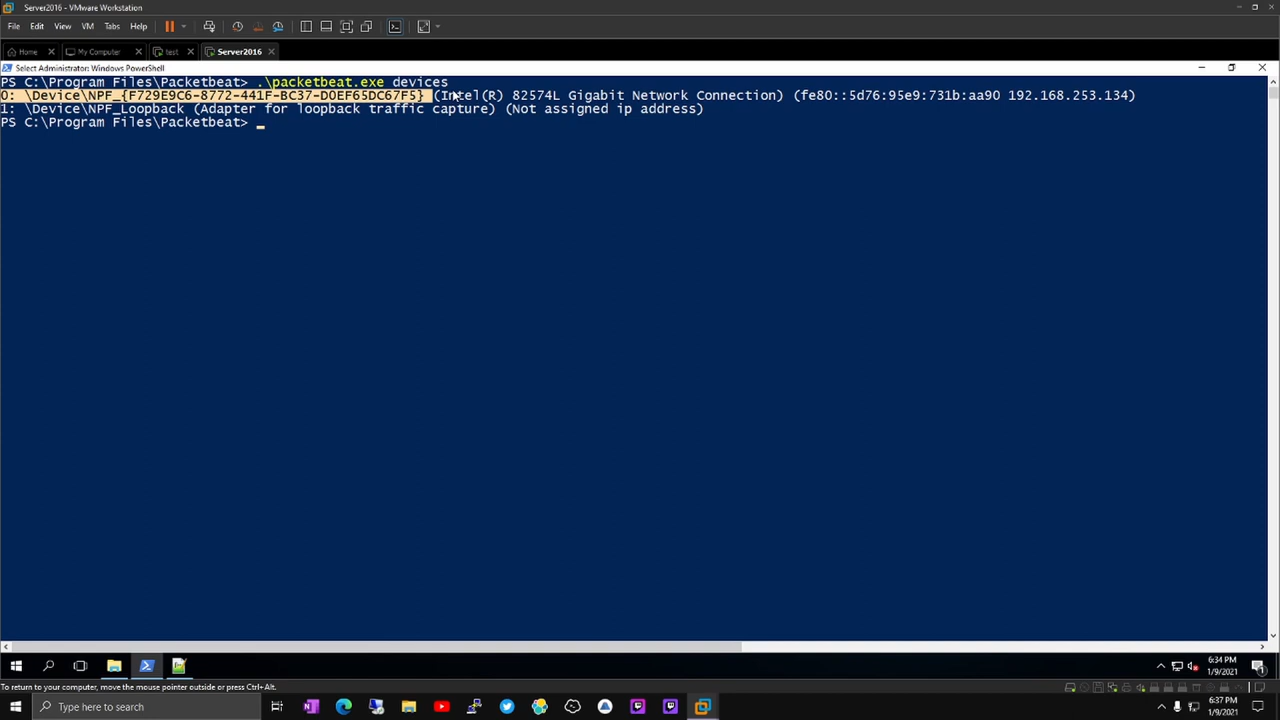 Server2016 - VMware Workstation
File Edit View VM Tabs Help
Home My Computer test Server2016
Select Administrator: Windows PowerShell
PS C:\Program Files\Packetbeat> .\packetbeat.exe devices
0: \Device\NPF_{F729E9C6-8772-441F-BC37-D0EF65DC67F5} (Intel(R) 82574L Gigabit Network Connection) (fe80::5d76:95e9:731b:aa90 192.168.253.134)
1: \Device\NPF_Loopback (Adapter for loopback traffic capture) (Not assigned ip address)
PS C:\Program Files\Packetbeat>
6:34 PM
1/9/2021
To return to your computer, move the mouse pointer outside or press Ctrl+Alt.
Type here to search
6:37 PM
1/9/2021